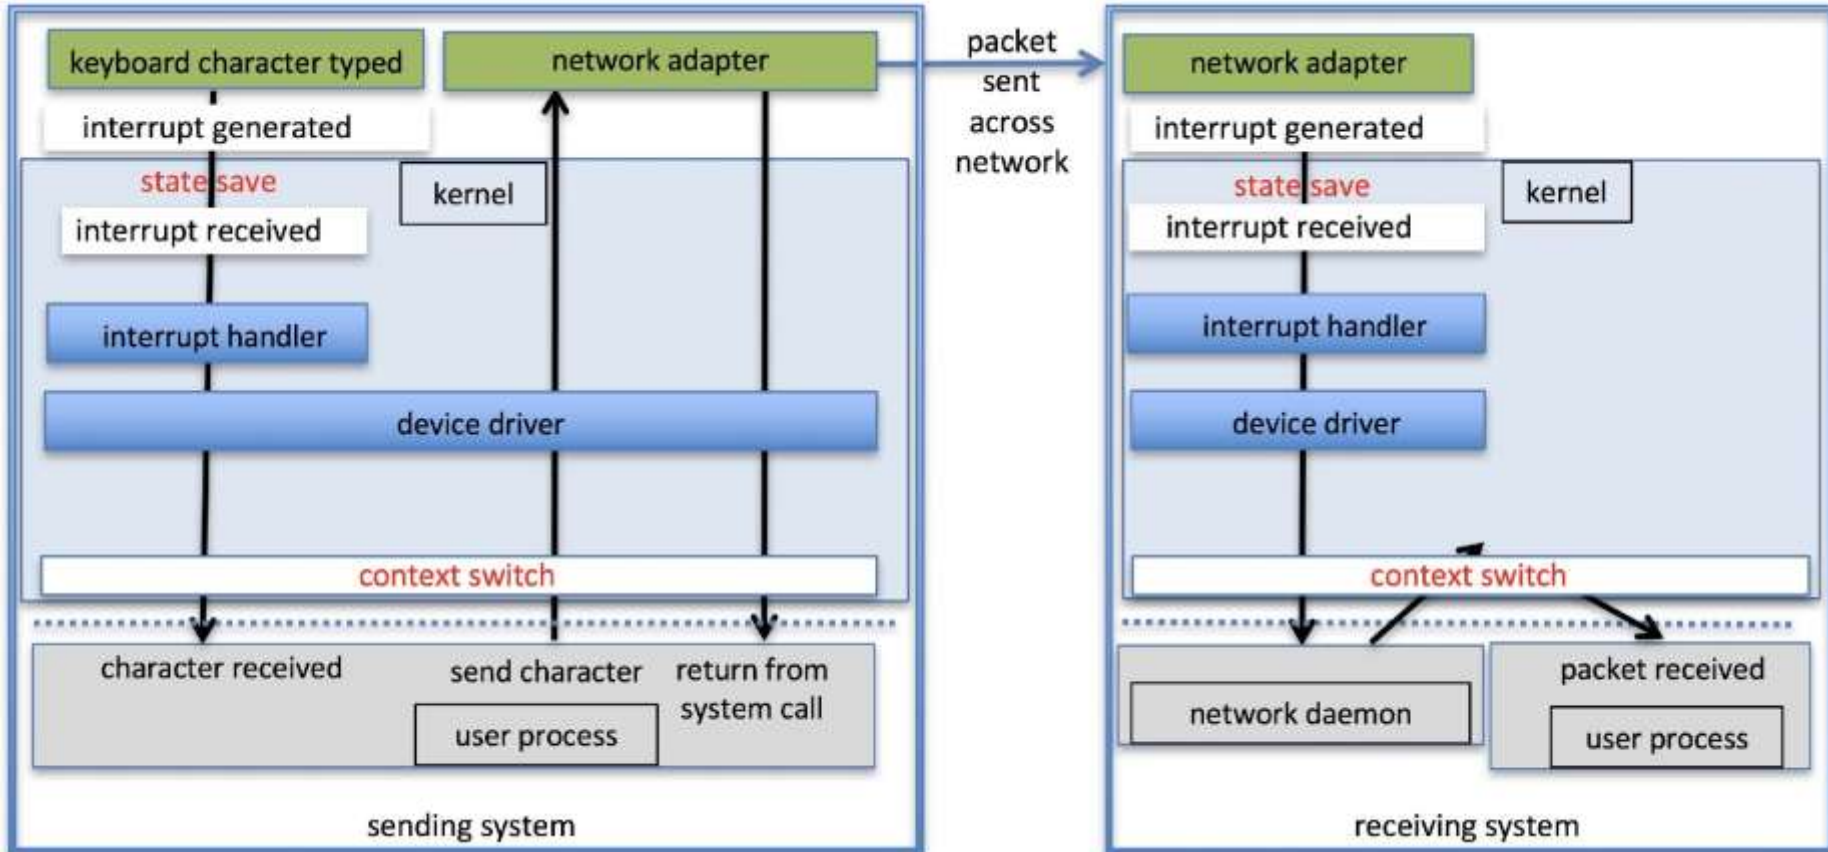 keyboard character typed
network adapter
interrupt generated
state save
kernel
interrupt received
interrupt handler
device driver
context switch
character received
send character
return from
system call
user process
sending system
packet
sent
across
network
network adapter
interrupt generated
state save
kernel
interrupt received
interrupt handler
device driver
context switch
network daemon
packet received
user process
receiving system